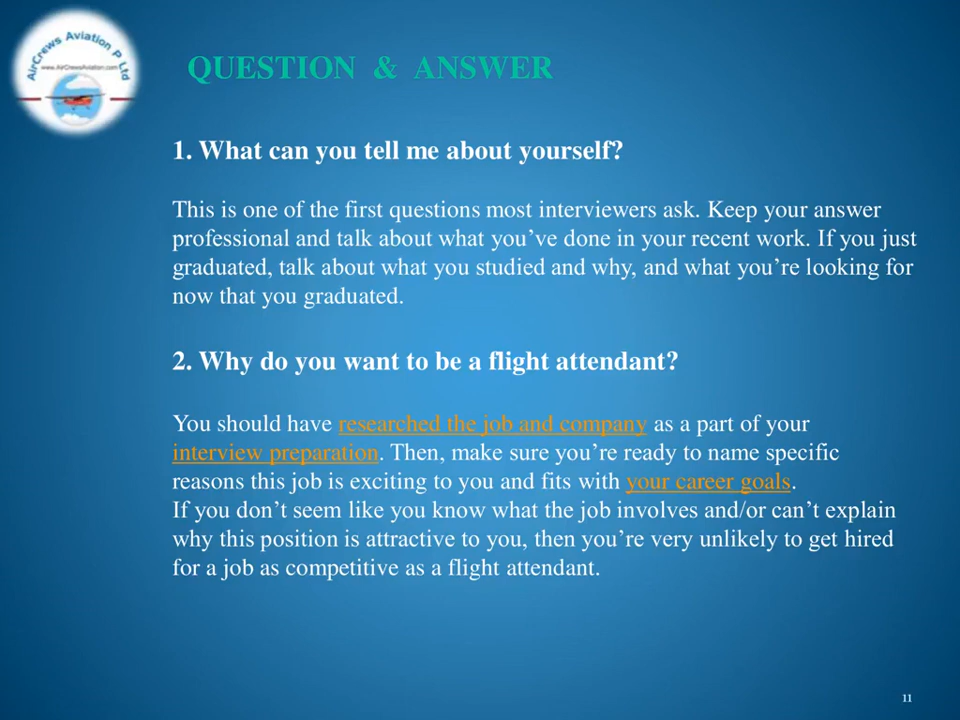 AirCrews Aviation P Ltd
www.AirCrewsAviation.com
QUESTION & ANSWER
1. What can you tell me about yourself?
This is one of the first questions most interviewers ask. Keep your answer
professional and talk about what you’ve done in your recent work. If you just
graduated, talk about what you studied and why, and what you’re looking for
now that you graduated.
2. Why do you want to be a flight attendant?
You should have researched the job and company as a part of your
interview preparation. Then, make sure you’re ready to name specific
reasons this job is exciting to you and fits with your career goals.
If you don’t seem like you know what the job involves and/or can’t explain
why this position is attractive to you, then you’re very unlikely to get hired
for a job as competitive as a flight attendant.
11